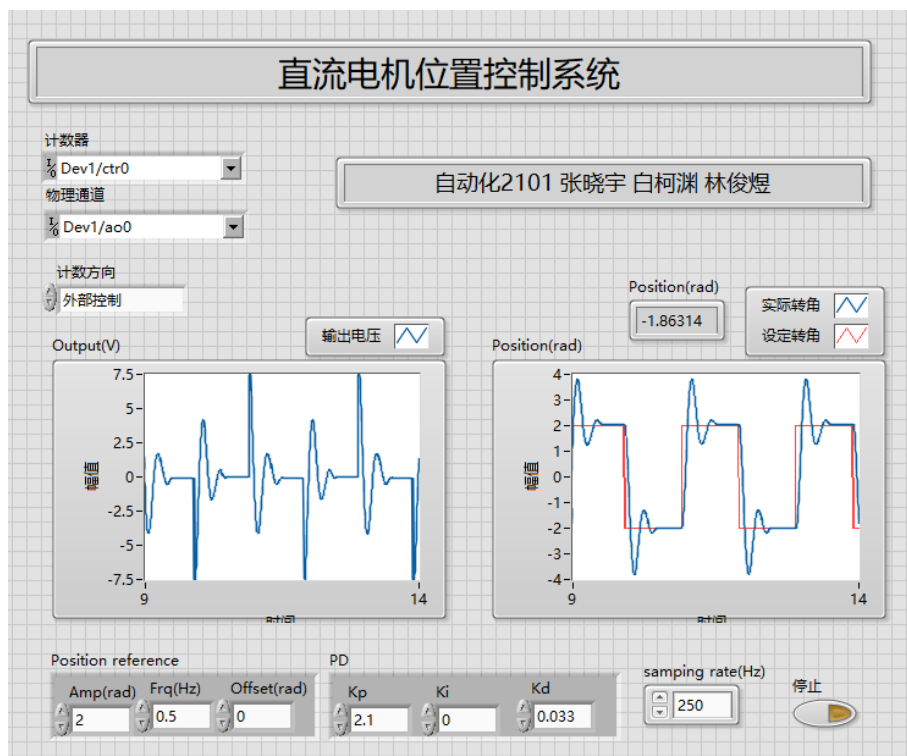 直流电机位置控制系统
计数器
Dev1/ctr0
自动化2101 张晓宇 白柯渊 林俊煜
物理通道
Dev1/ao0
计数方向
外部控制
Position(rad)
-1.86314
实际转角
设定转角
输出电压
Output(V)
Position(rad)
7.5
5
2.5
0
-2.5
-5
-7.5
幅值
9
14
时间
4
3
2
1
0
-1
-2
-3
-4
幅值
9
14
时间
Position reference
Amp(rad) Frq(Hz) Offset(rad)
2 0.5 0
PD
Kp Ki Kd
2.1 0 0.033
samping rate(Hz)
250
停止